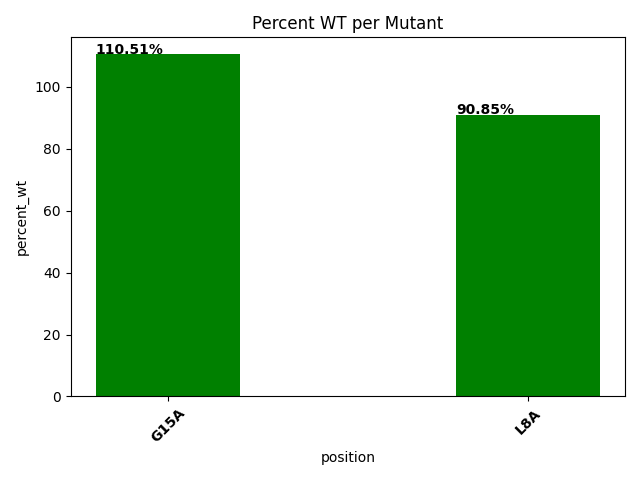 Percent WT per Mutant
110.51%
90.85%
percent_wt
100
80
60
40
20
0
G15A
L8A
position